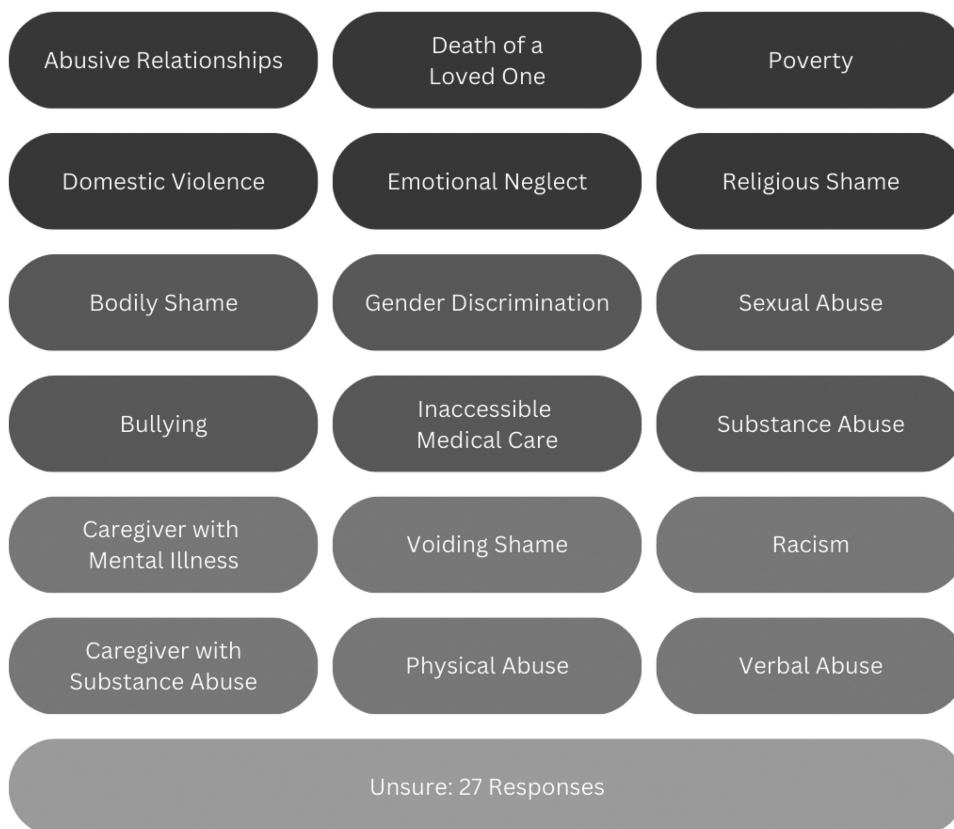 Abusive Relationships
Death of a
Loved One
Poverty
Domestic Violence
Emotional Neglect
Religious Shame
Bodily Shame
Gender Discrimination
Sexual Abuse
Bullying
Inaccessible
Medical Care
Substance Abuse
Caregiver with
Mental Illness
Voiding Shame
Racism
Caregiver with
Substance Abuse
Physical Abuse
Verbal Abuse
Unsure: 27 Responses